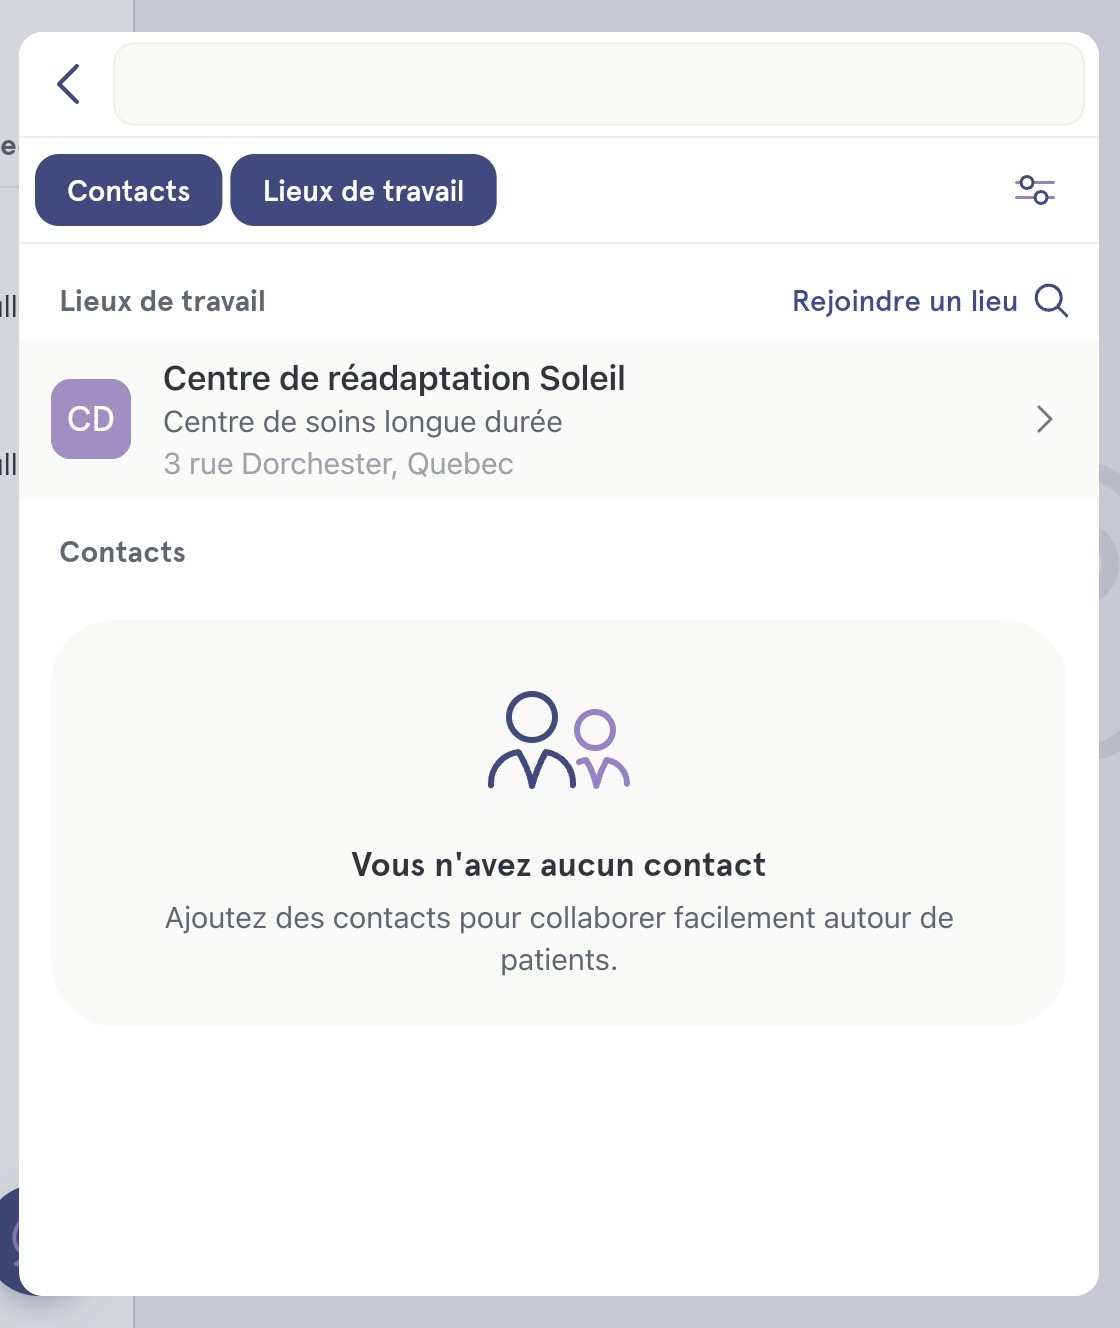 Contacts
Lieux de travail
Lieux de travail
Rejoindre un lieu
CD
Centre de réadaptation Soleil
Centre de soins longue durée
3 rue Dorchester, Quebec
Contacts
Vous n'avez aucun contact
Ajoutez des contacts pour collaborer facilement autour de
patients.